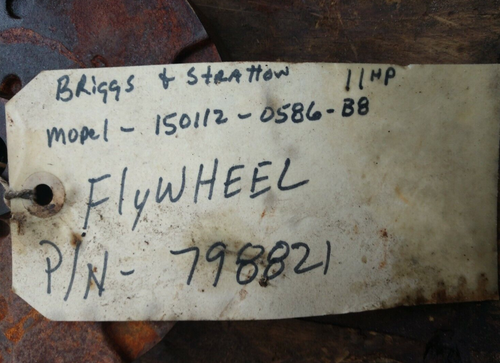 BRiggs & STRATTON 11HP
MODEL - 150112-0586-B8
FlyWHEEL
P/N- 798821